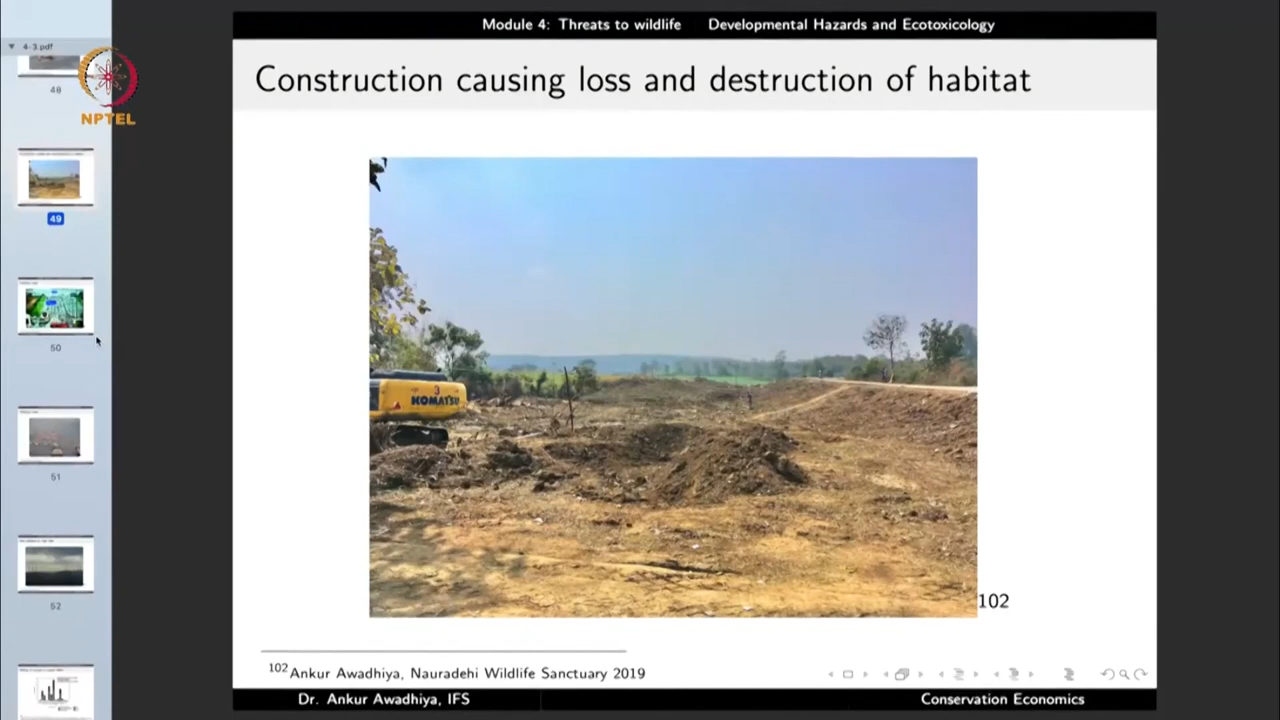 Module 4: Threats to wildlife Developmental Hazards and Ecotoxicology
4-3.pdf
NPTEL
Construction causing loss and destruction of habitat
48
49
50
51
52
3
KOMATSU
102
102 Ankur Awadhiya, Nauradehi Wildlife Sanctuary 2019
Dr. Ankur Awadhiya, IFS Conservation Economics